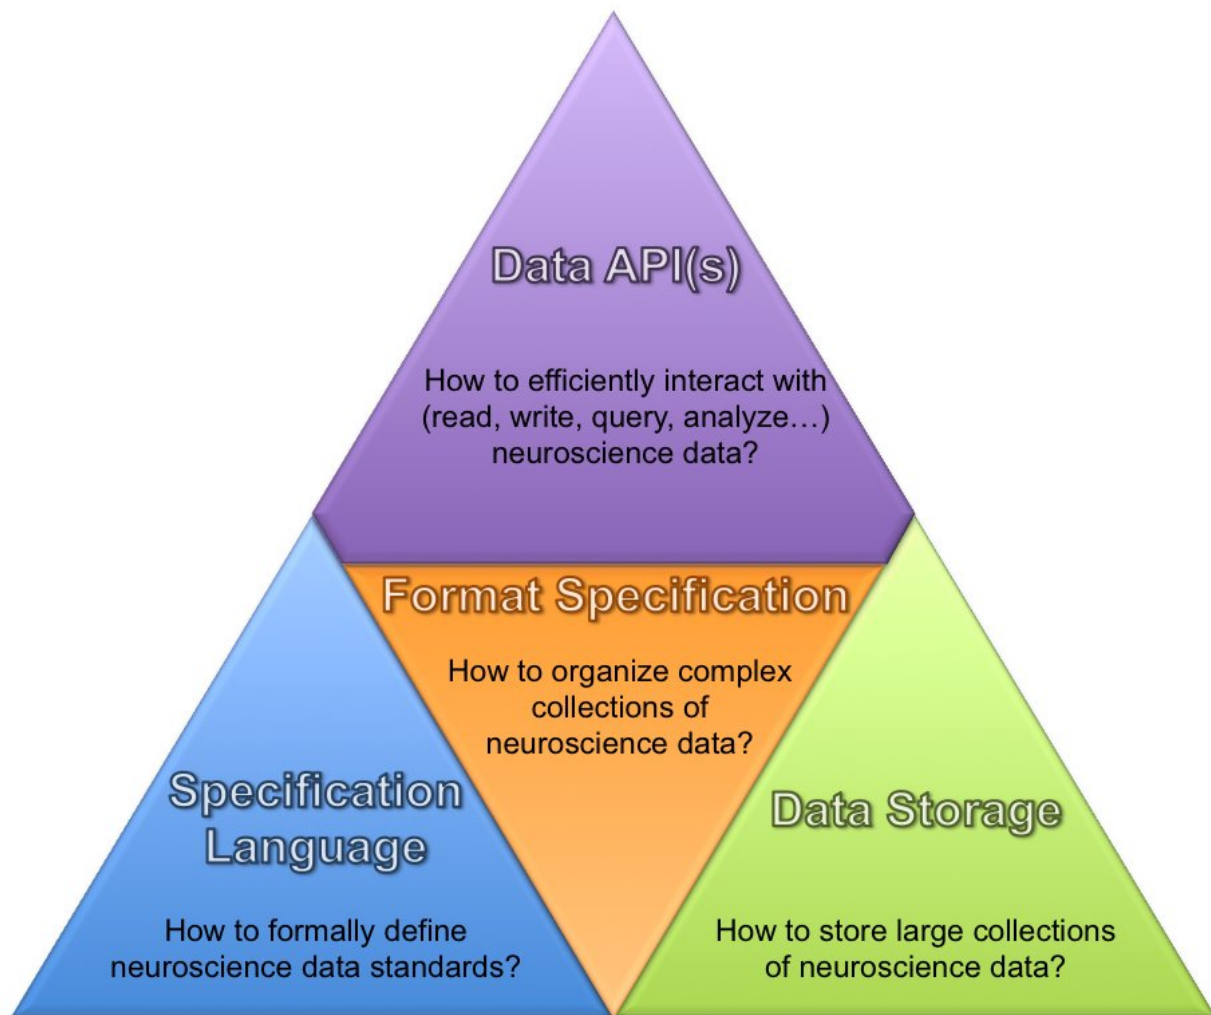 Data API(s)
How to efficiently interact with
(read, write, query, analyze…)
neuroscience data?
Format Specification
How to organize complex
collections of
neuroscience data?
Specification
Language
How to formally define
neuroscience data standards?
Data Storage
How to store large collections
of neuroscience data?